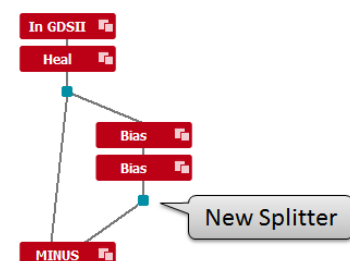 In GDSII
Heal
Bias
Bias
New Splitter
MINUS